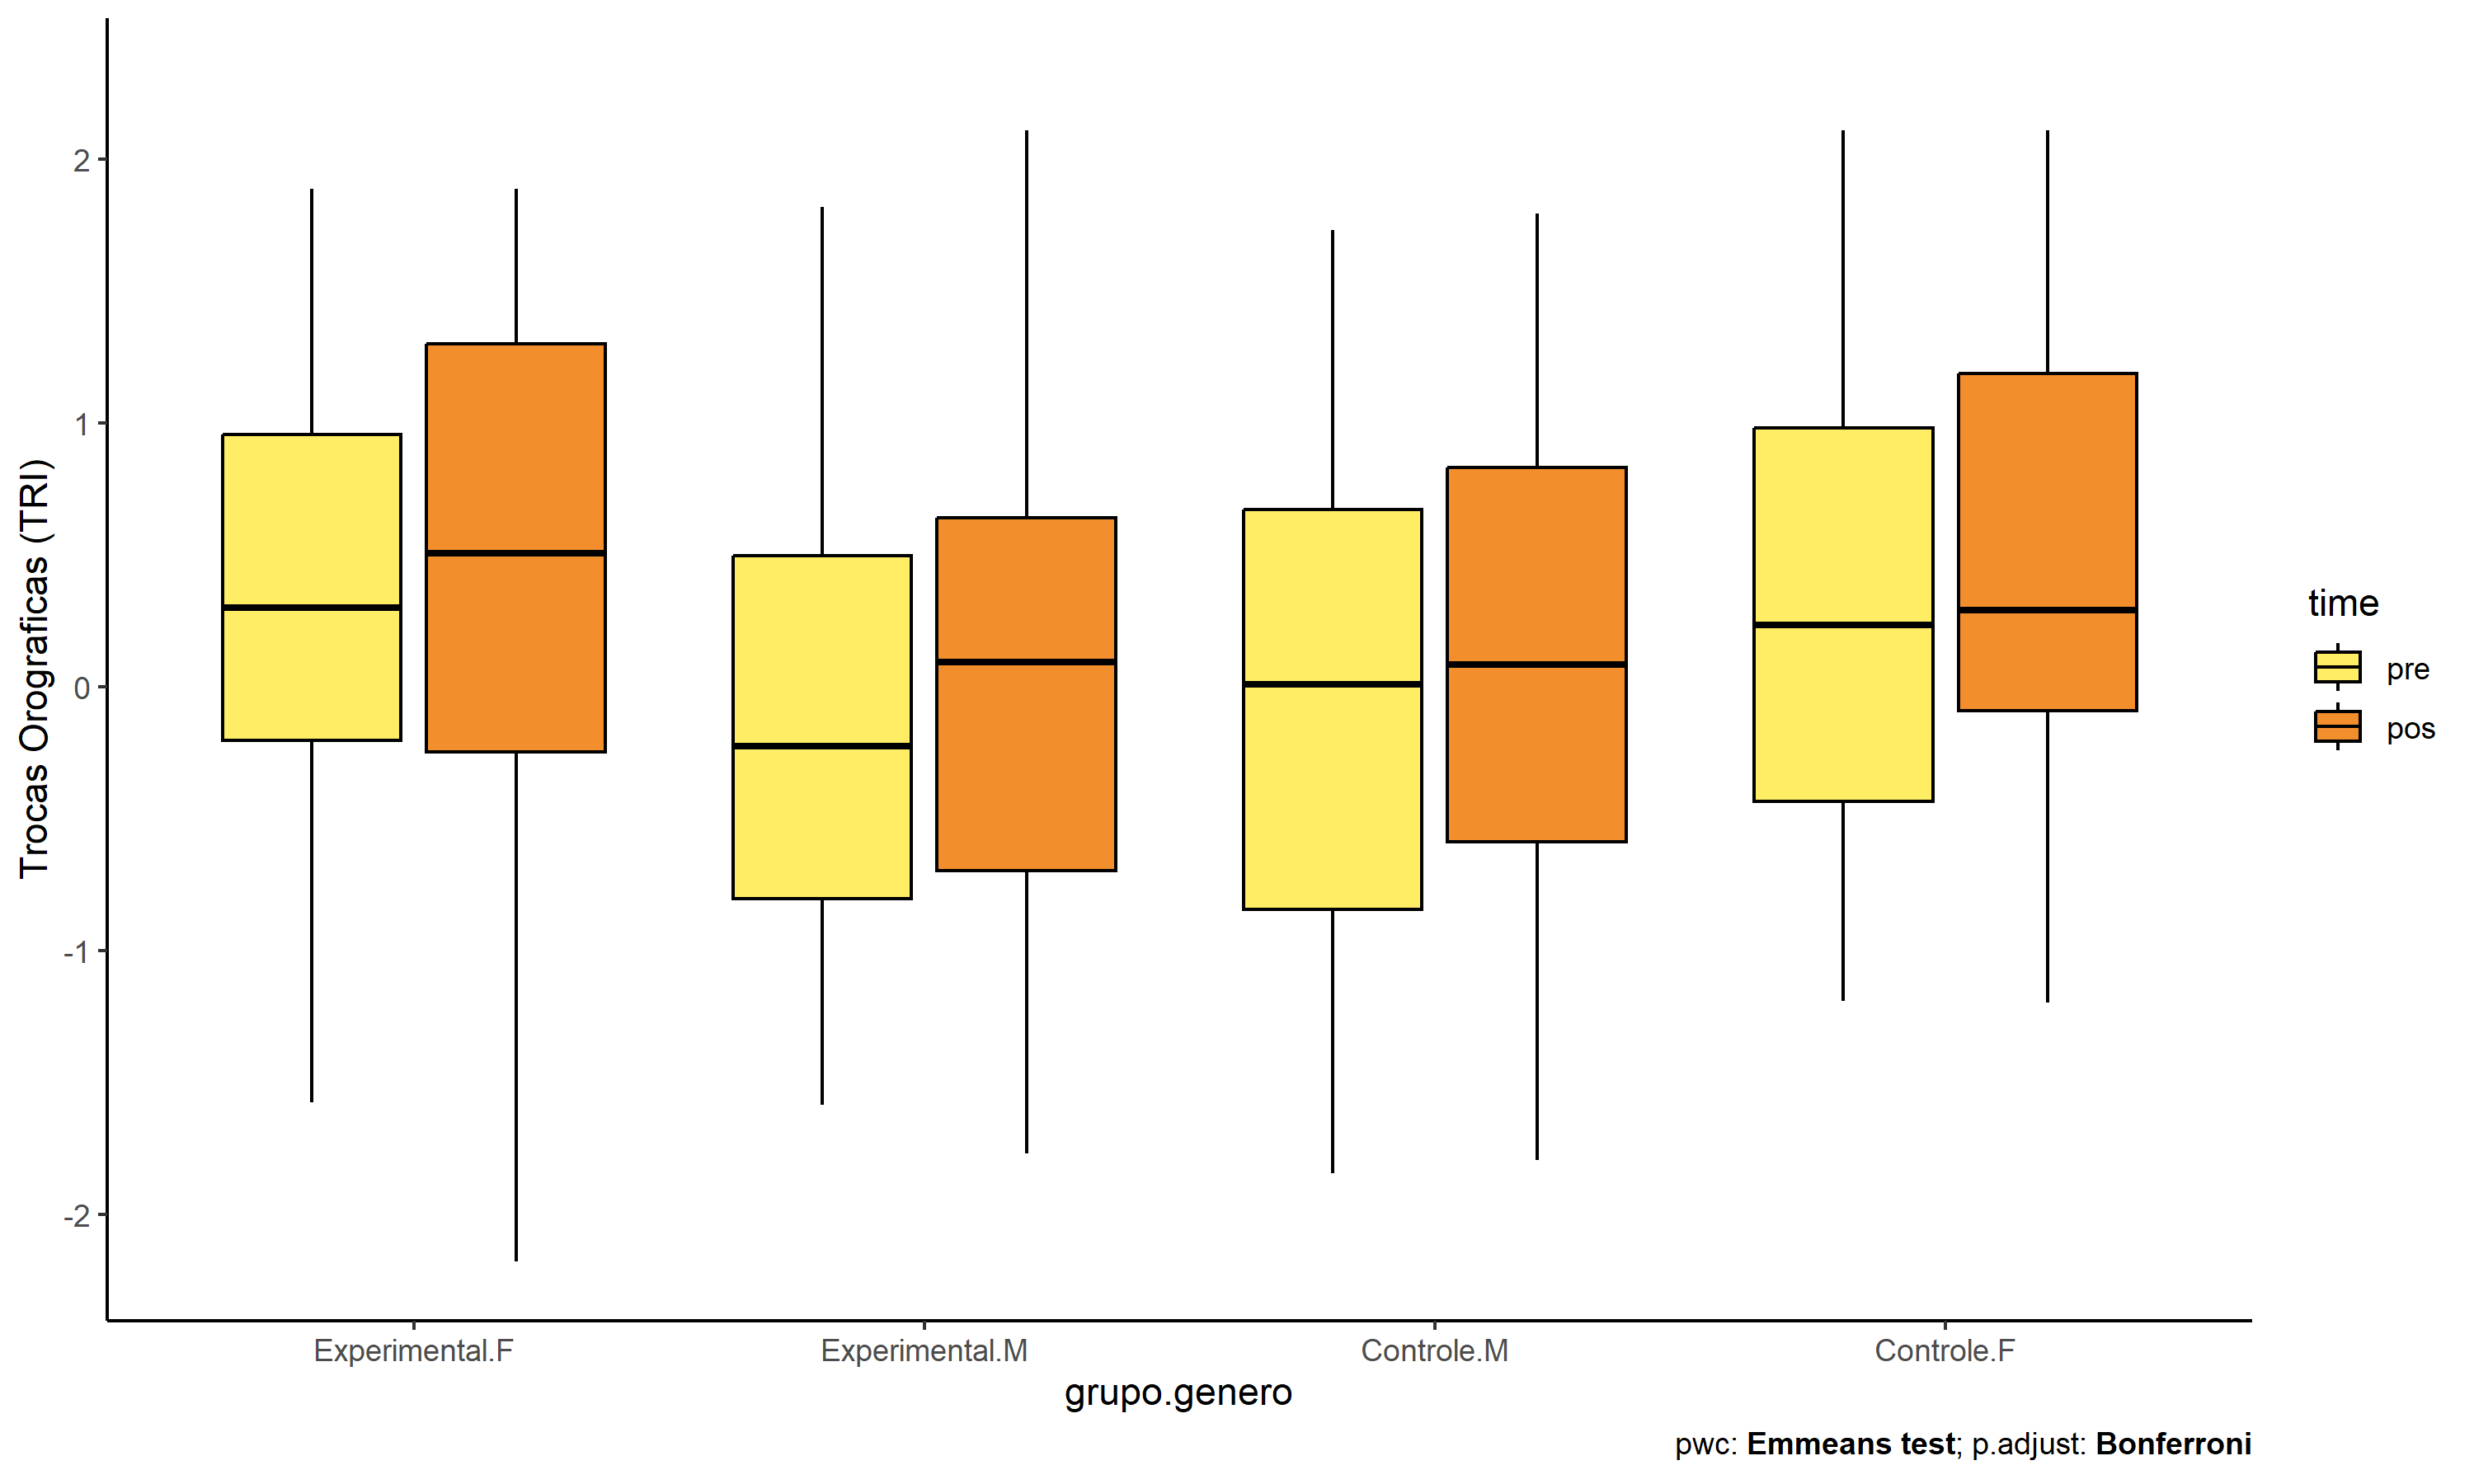 Trocas Orograficas (TRI)
2
1
0
-1
-2
Experimental.F
Experimental.M
Controle.M
Controle.F
grupo.genero
time
pre
pos
pwc: Emmeans test; p.adjust: Bonferroni